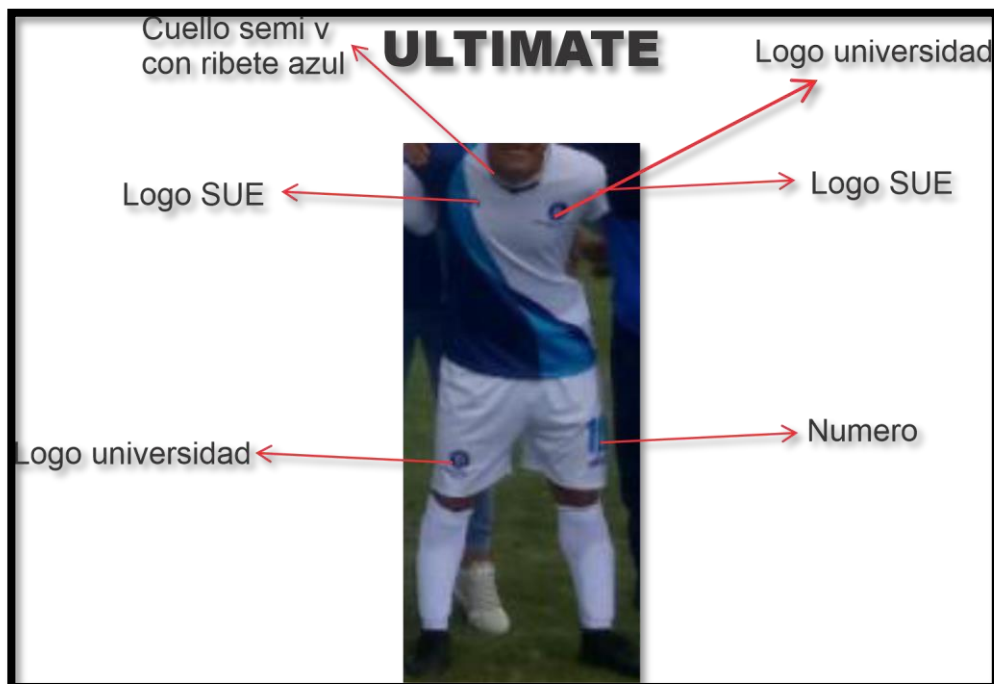 Cuello semi v
con ribete azul
ULTIMATE
Logo universidad
Logo SUE
Logo SUE
Logo universidad
Numero